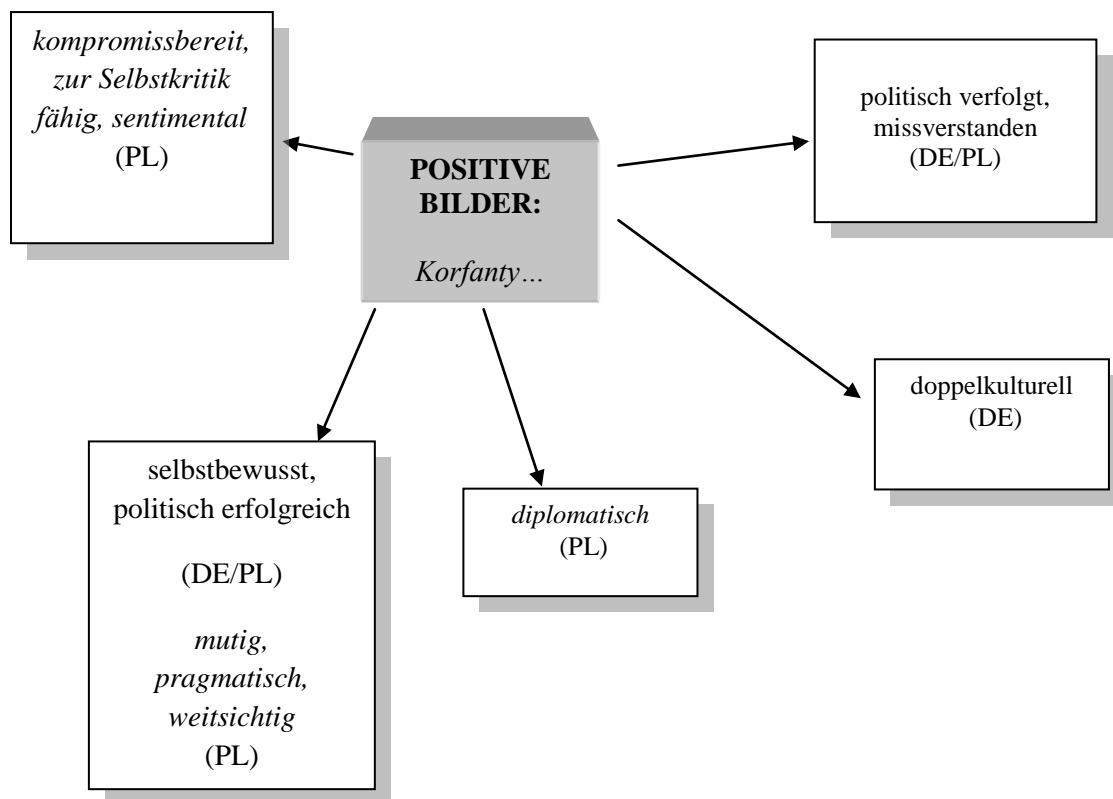 kompromissbereit,
zur Selbstkritik
fähig, sentimental
(PL)
POSITIVE
BILDER:
Korfanty…
politisch verfolgt,
missverstanden
(DE/PL)
doppelkulturell
(DE)
selbstbewusst,
politisch erfolgreich
(DE/PL)
mutig,
pragmatisch,
weitsichtig
(PL)
diplomatisch
(PL)